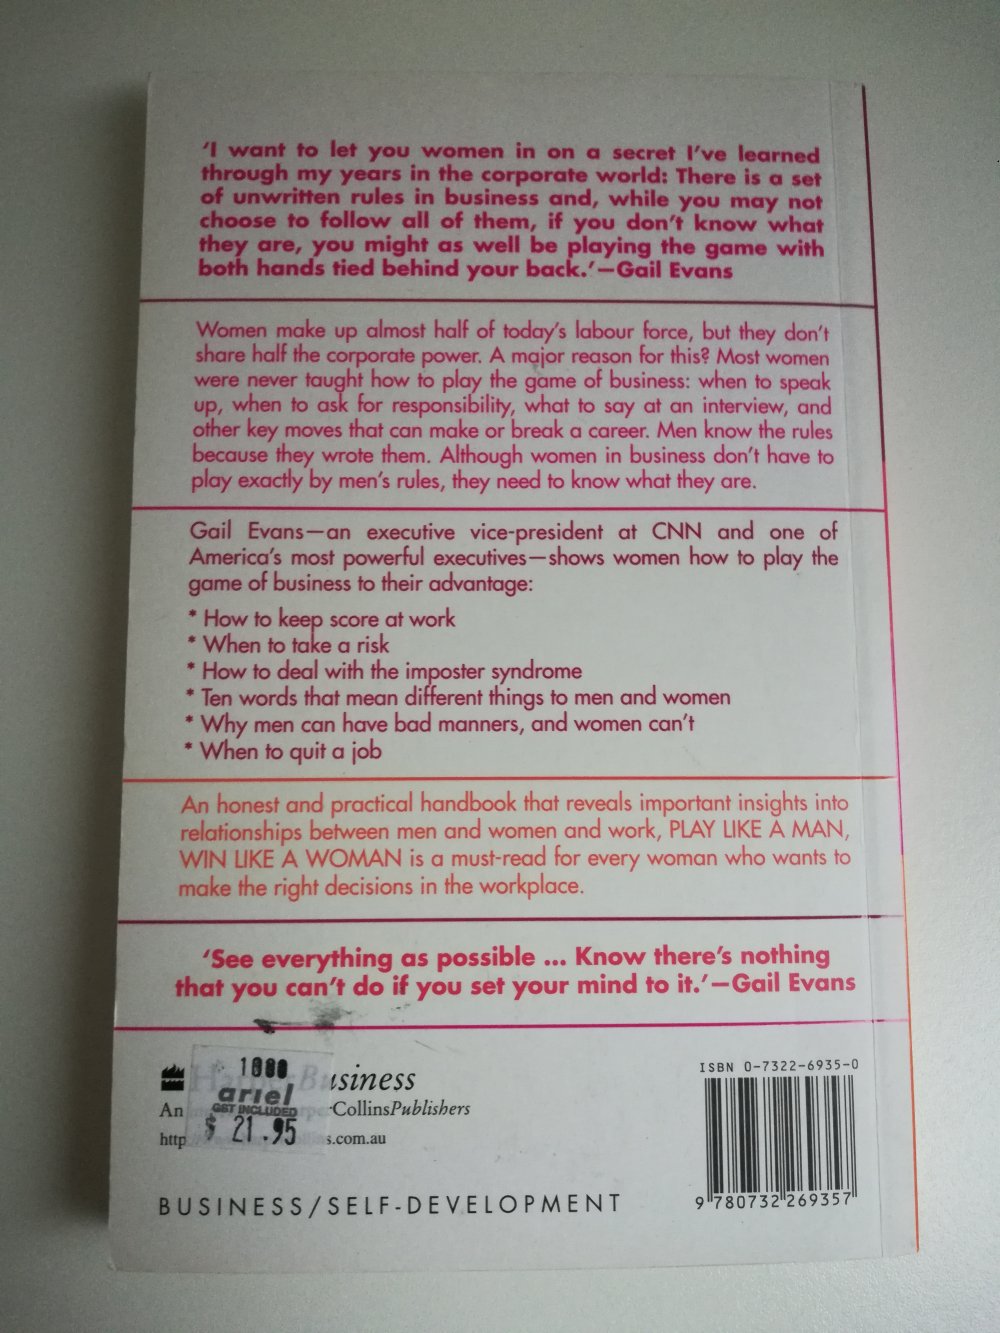 'I want to let you women in on a secret I've learned
through my years in the corporate world: There is a set
of unwritten rules in business and, while you may not
choose to follow all of them, if you don't know what
they are, you might as well be playing the game with
both hands tied behind your back.'—Gail Evans
Women make up almost half of today's labour force, but they don't
share half the corporate power. A major reason for this? Most women
were never taught how to play the game of business: when to speak
up, when to ask for responsibility, what to say at an interview, and
other key moves that can make or break a career. Men know the rules
because they wrote them. Although women in business don't have to
play exactly by men's rules, they need to know what they are.
Gail Evans—an executive vice-president at CNN and one of
America's most powerful executives—shows women how to play the
game of business to their advantage:
* How to keep score at work
* When to take a risk
* How to deal with the imposter syndrome
* Ten words that mean different things to men and women
* Why men can have bad manners, and women can't
* When to quit a job
An honest and practical handbook that reveals important insights into
relationships between men and women and work, PLAY LIKE A MAN,
WIN LIKE A WOMAN is a must-read for every woman who wants to
make the right decisions in the workplace.
'See everything as possible ... Know there's nothing
that you can't do if you set your mind to it.'—Gail Evans
1080
ariel
GST INCLUDED
$ 21.95
Business
An CollinsPublishers
http s.com.au
BUSINESS/SELF-DEVELOPMENT
ISBN 0-7322-6935-0
9 780732 269357